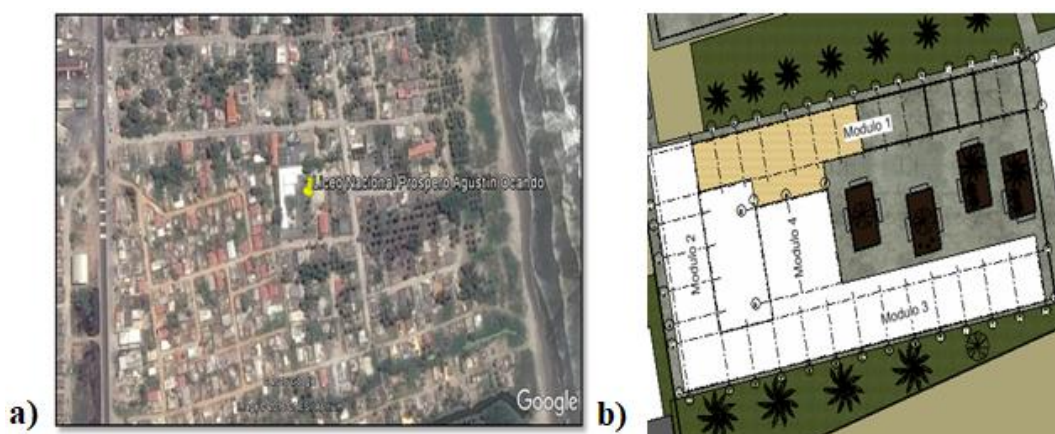 a)
Liceo Nacional Prospero Agustin Ocando
Google
b)
Modulo 1
Modulo 2
Modulo 4
Modulo 3